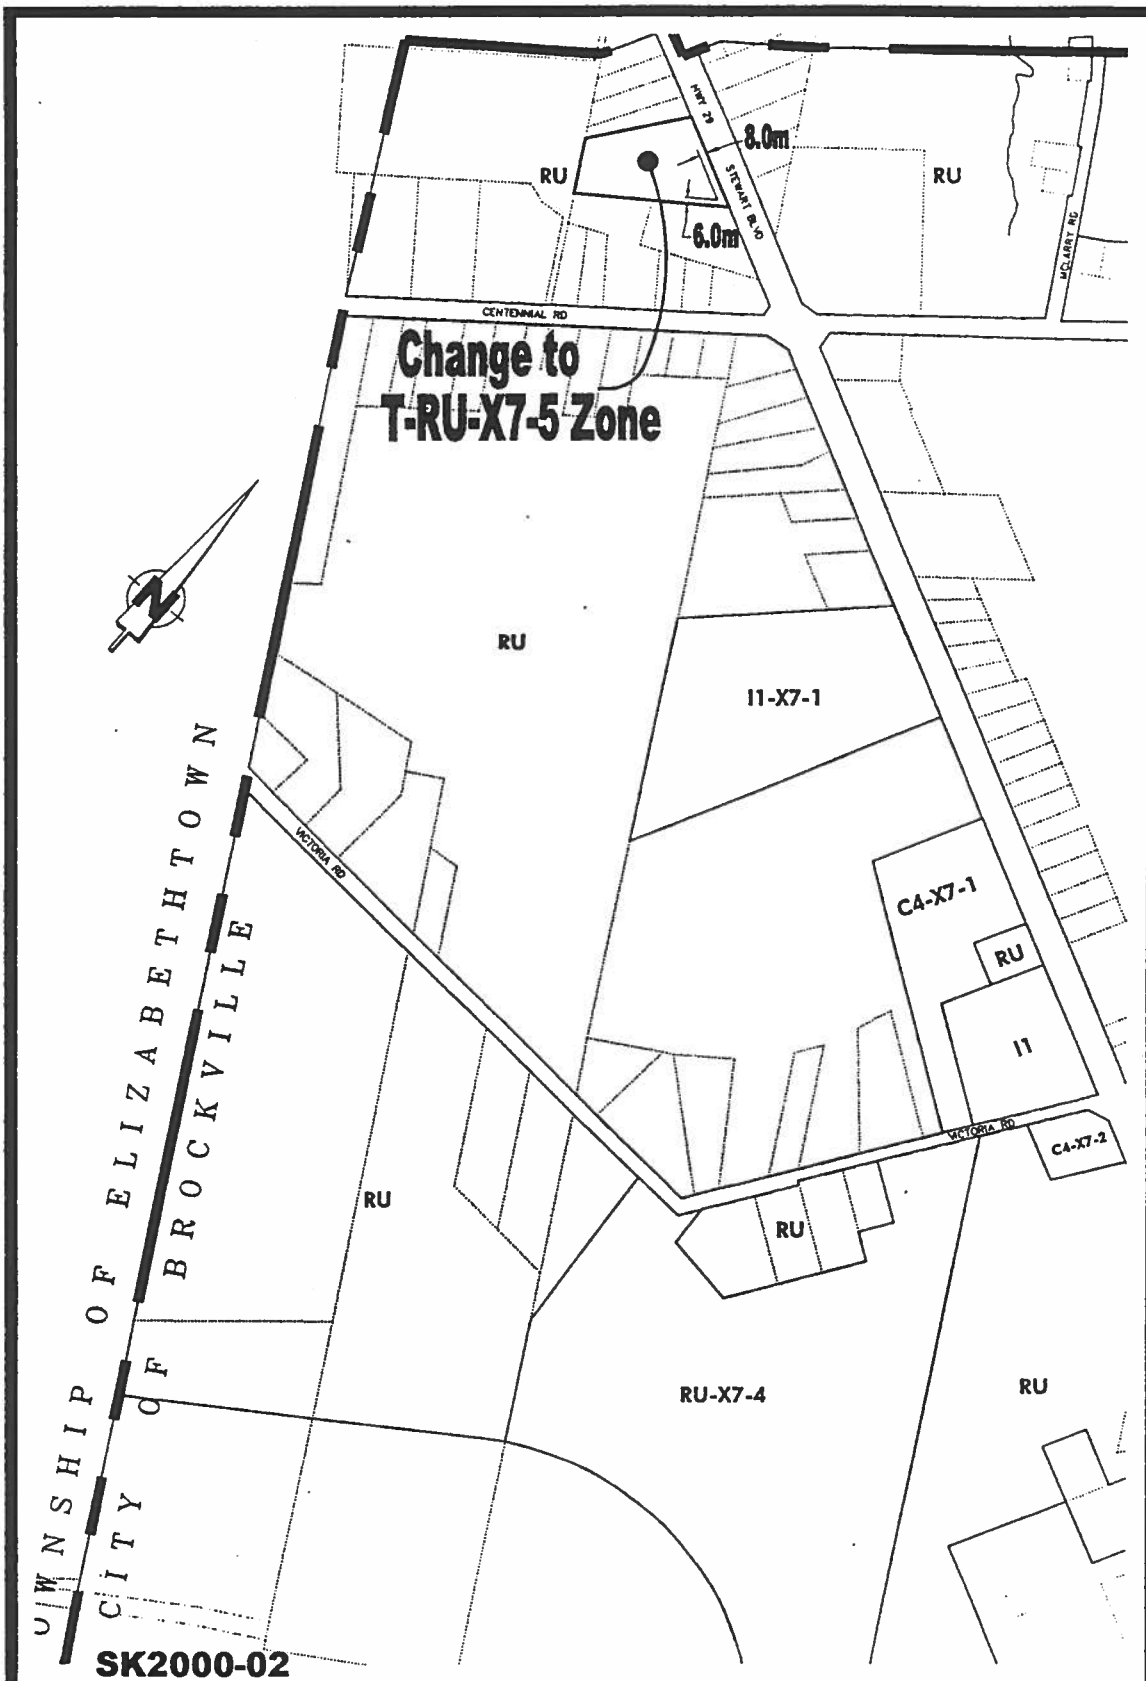 HWY 29
8.0m
STEWART BLVD
RU
RU
6.0m
MCLARRY RD
CENTENNIAL RD
Change to
T-RU-X7-5 Zone
N
RU
I1-X7-1
VICTORIA RD
C4-X7-1
RU
I1
VICTORIA RD
C4-X7-2
RU
RU
RU-X7-4
RU
OWNSHIP OF ELIZABETHTOWN
CITY OF BROCKVILLE
SK2000-02